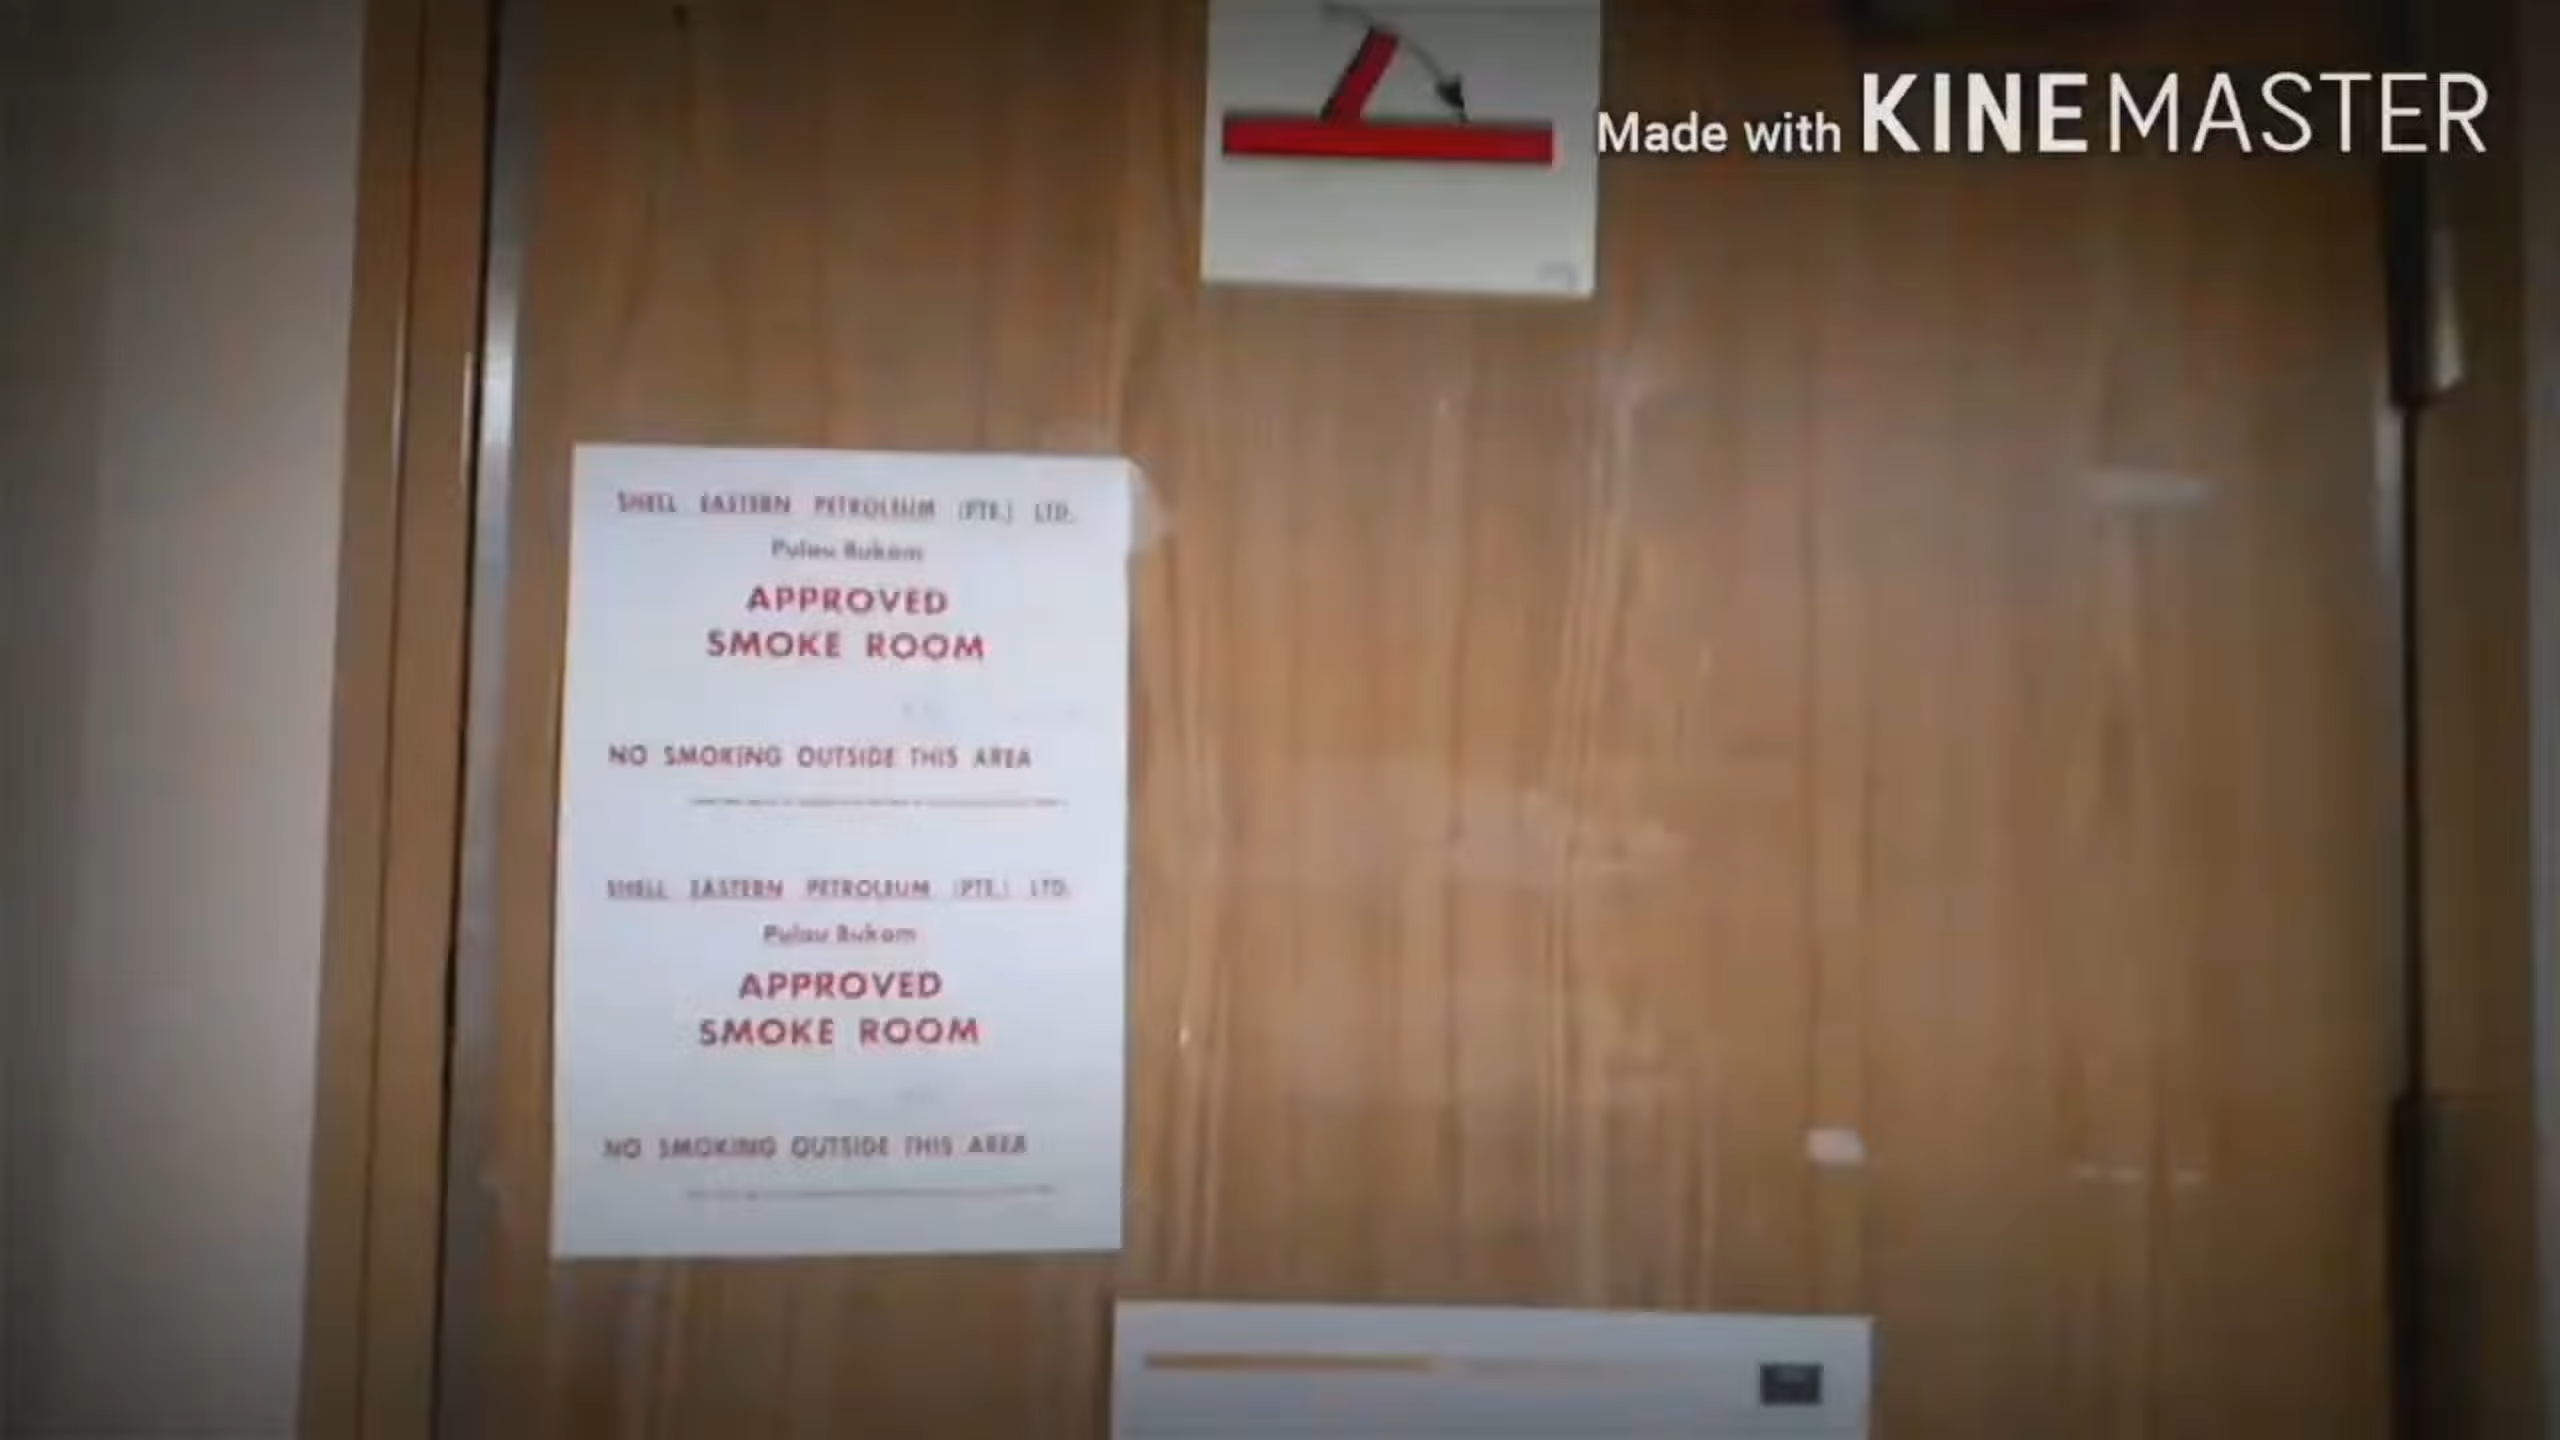 Made with KINEMASTER
SHELL EASTERN PETROLEUM (PTE.) LTD.
Pulau Bukom
APPROVED
SMOKE ROOM
NO SMOKING OUTSIDE THIS AREA
SHELL EASTERN PETROLEUM (PTE.) LTD.
Pulau Bukom
APPROVED
SMOKE ROOM
NO SMOKING OUTSIDE THIS AREA